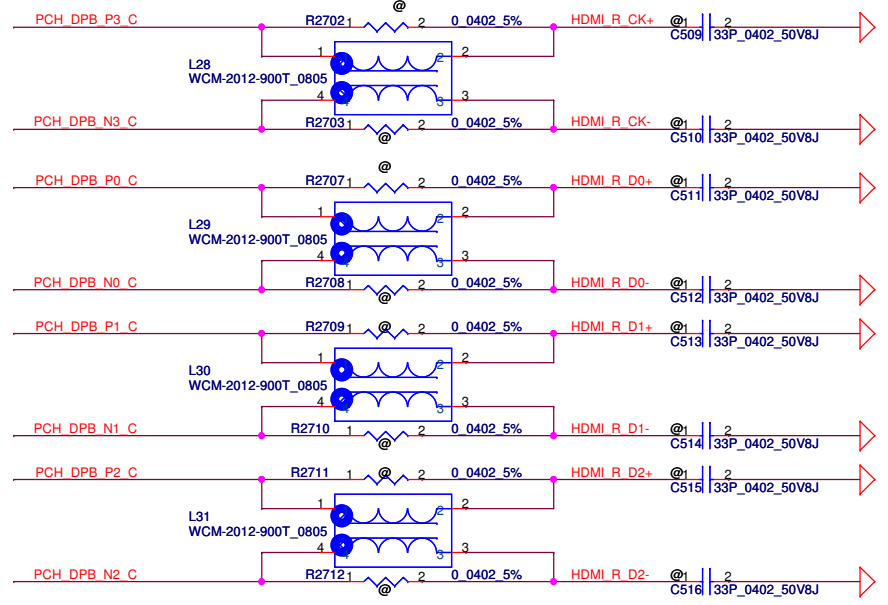 @
PCH_DPB_P3_C R2702 1 2 0_0402_5% HDMI_R_CK+ @ 1 2
C509 33P_0402_50V8J
1 2 2
L28
WCM-2012-900T_0805
4 4 3 3
PCH_DPB_N3_C R2703 1 2 0_0402_5% HDMI_R_CK- @ 1 2
@ C510 33P_0402_50V8J
@
PCH_DPB_P0_C R2707 1 2 0_0402_5% HDMI_R_D0+ @ 1 2
C511 33P_0402_50V8J
1 2 2
L29
WCM-2012-900T_0805
4 4 3 3
PCH_DPB_N0_C R2708 1 2 0_0402_5% HDMI_R_D0- @ 1 2
@ C512 33P_0402_50V8J
PCH_DPB_P1_C R2709 1 @ 2 0_0402_5% HDMI_R_D1+ @ 1 2
C513 33P_0402_50V8J
1 2 2
L30
WCM-2012-900T_0805
4 4 3 3
PCH_DPB_N1_C R2710 1 2 0_0402_5% HDMI_R_D1- @ 1 2
@ C514 33P_0402_50V8J
PCH_DPB_P2_C R2711 1 @ 2 0_0402_5% HDMI_R_D2+ @ 1 2
C515 33P_0402_50V8J
1 2 2
L31
WCM-2012-900T_0805
4 4 3 3
PCH_DPB_N2_C R2712 1 2 0_0402_5% HDMI_R_D2- @ 1 2
@ C516 33P_0402_50V8J